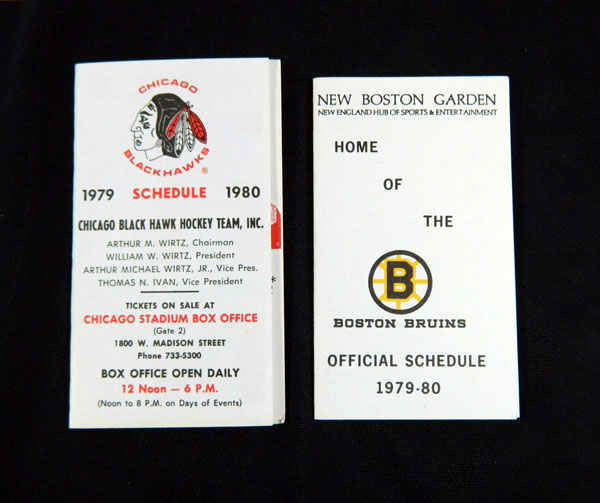 CHICAGO
BLACKHAWKS®
1979 SCHEDULE 1980
CHICAGO BLACK HAWK HOCKEY TEAM, INC.
ARTHUR M. WIRTZ, Chairman
WILLIAM W. WIRTZ, President
ARTHUR MICHAEL WIRTZ, JR., Vice Pres.
THOMAS N. IVAN, Vice President
TICKETS ON SALE AT
CHICAGO STADIUM BOX OFFICE
(Gate 2)
1800 W. MADISON STREET
Phone 733-5300
BOX OFFICE OPEN DAILY
12 Noon — 6 P.M.
(Noon to 8 P.M. on Days of Events)
*
NEW BOSTON GARDEN
NEW ENGLAND HUB OF SPORTS & ENTERTAINMENT
HOME
OF
THE
B
BOSTON BRUINS
OFFICIAL SCHEDULE
1979-80